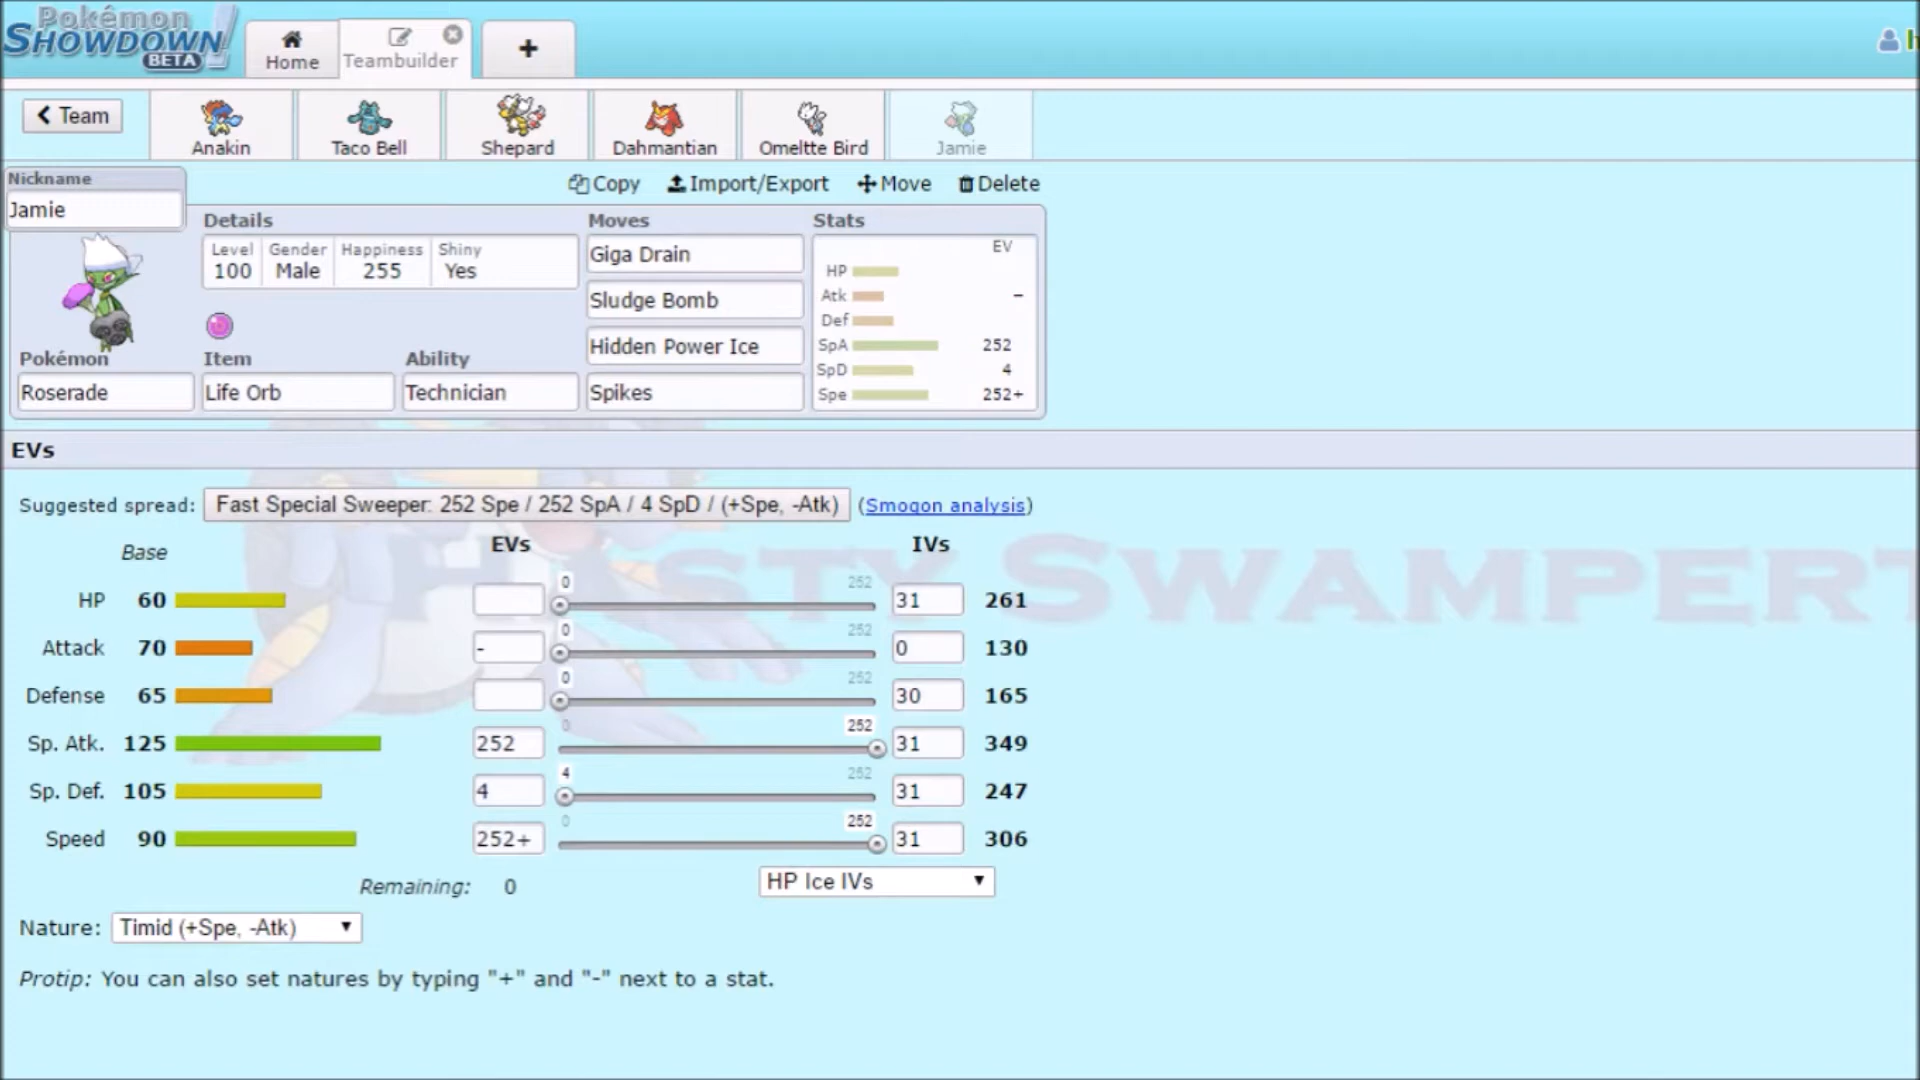 Pokémon
SHOWDOWN!
BETA
Home
Teambuilder
+
Team
Anakin
Taco Bell
Shepard
Dahmantian
Omeltte Bird
Jamie
Nickname
Jamie
Copy
Import/Export
Move
Delete
Details
Moves
Stats
Level
Gender
Happiness
Shiny
100
Male
255
Yes
Pokémon
Item
Ability
Roserade
Life Orb
Technician
Giga Drain
Sludge Bomb
Hidden Power Ice
Spikes
EV
HP
Atk –
Def
SpA 252
SpD 4
Spe 252+
EVs
Suggested spread: Fast Special Sweeper: 252 Spe / 252 SpA / 4 SpD / (+Spe, -Atk) (Smogon analysis)
Base EVs IVs
0 252
HP 60 31 261
0 252
Attack 70 - 0 130
0 252
Defense 65 30 165
0 252
Sp. Atk. 125 252 31 349
4 252
Sp. Def. 105 4 31 247
0 252
Speed 90 252+ 31 306
Remaining: 0
HP Ice IVs
Nature: Timid (+Spe, -Atk)
Protip: You can also set natures by typing "+" and "-" next to a stat.
SWAMPERT